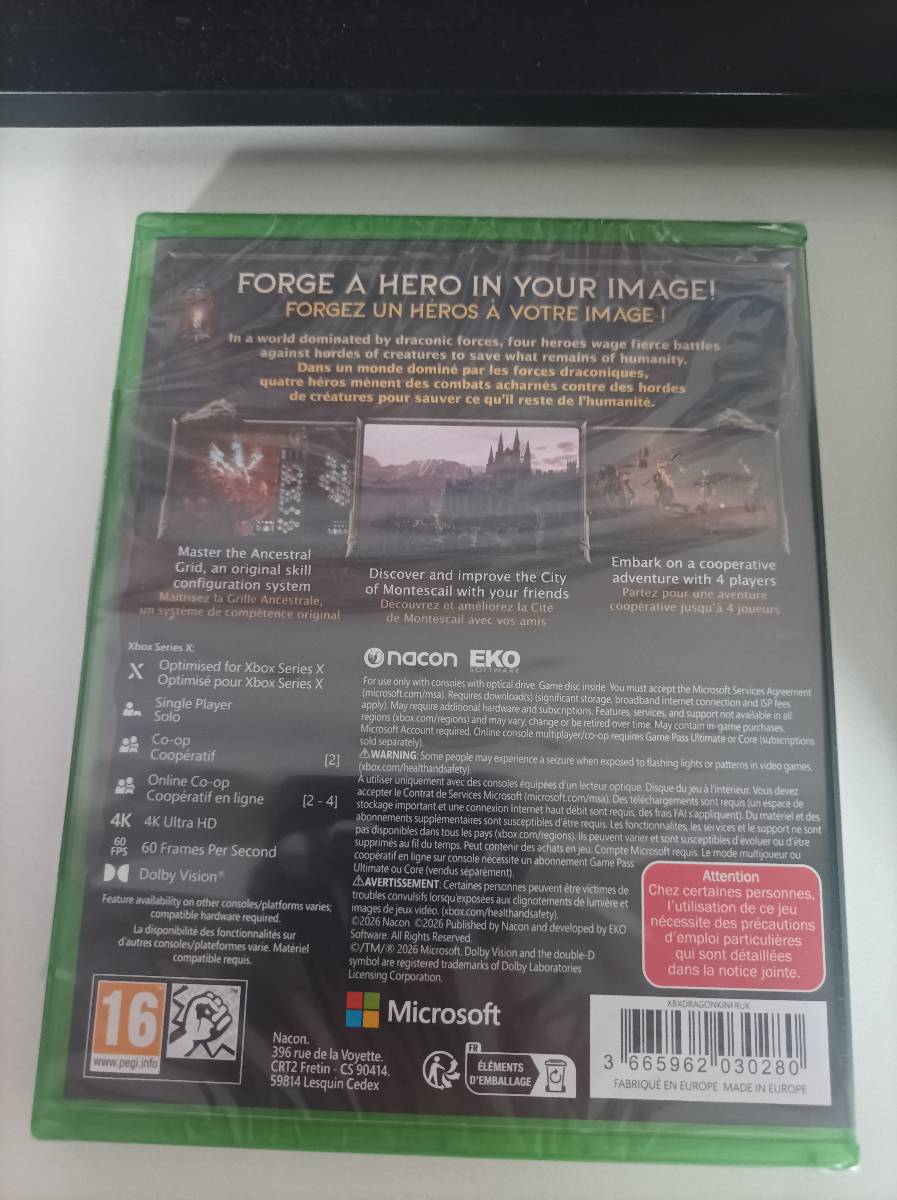 FORGE A HERO IN YOUR IMAGE!
FORGEZ UN HÉROS À VOTRE IMAGE !
In a world dominated by draconic forces, four heroes wage fierce battles
against hordes of creatures to save what remains of humanity.
Dans un monde dominé par les forces draconiques,
quatre héros mènent des combats acharnés contre des hordes
de créatures pour sauver ce qu'il reste de l'humanité.
Master the Ancestral
Grid, an original skill
configuration system
Maîtrisez la Grille Ancestrale,
un système de compétence original
Discover and improve the City
of Montescail with your friends
Découvrez et améliorez la Cité
de Montescail avec vos amis
Embark on a cooperative
adventure with 4 players
Partez pour une aventure
coopérative jusqu'à 4 joueurs
Xbox Series X:
X Optimised for Xbox Series X
Optimisé pour Xbox Series X
Single Player
Solo
Co-op
Coopératif [2]
Online Co-op
Coopératif en ligne [2 - 4]
4K 4K Ultra HD
60 FPS 60 Frames Per Second
Dolby Vision®
Feature availability on other consoles/platforms varies;
compatible hardware required.
La disponibilité des fonctionnalités sur
d'autres consoles/plateformes varie. Matériel
compatible requis.
nacon EKO
SOFTWARE
For use only with consoles with optical drive. Game disc inside. You must accept the Microsoft Services Agreement
(microsoft.com/msa). Requires download(s) (significant storage, broadband internet connection and ISP fees
apply). May require additional hardware and subscriptions. Features, services, and support not available in all
regions (xbox.com/regions) and may vary, change or be retired over time. May contain in-game purchases.
Microsoft Account required. Online console multiplayer/co-op requires Game Pass Ultimate or Core (subscriptions
sold separately).
⚠WARNING: Some people may experience a seizure when exposed to flashing lights or patterns in video games.
(xbox.com/healthandsafety).
À utiliser uniquement avec des consoles équipées d'un lecteur optique. Disque du jeu à l'intérieur. Vous devez
accepter le Contrat de Services Microsoft (microsoft.com/msa). Des téléchargements sont requis (un espace de
stockage important et une connexion Internet haut débit sont requis, des frais FAI s'appliquent). Du matériel et des
abonnements supplémentaires sont susceptibles d'être requis. Les fonctionnalités, les services et le support ne sont
pas disponibles dans tous les pays (xbox.com/regions). Ils peuvent varier et sont susceptibles d'évoluer ou d'être
supprimés au fil du temps. Peut contenir des achats en jeu. Compte Microsoft requis. Le mode multijoueur ou
coopératif en ligne sur console nécessite un abonnement Game Pass
Ultimate ou Core (vendus séparément).
⚠AVERTISSEMENT: Certaines personnes peuvent être victimes de
troubles convulsifs lorsqu'exposées aux clignotements de lumière et
images de jeux vidéo. (xbox.com/healthandsafety).
©2026 Nacon. ©2026 Published by Nacon and developed by EKO
Software. All Rights Reserved.
©/TM/® 2026 Microsoft. Dolby Vision and the double-D
symbol are registered trademarks of Dolby Laboratories
Licensing Corporation.
Attention
Chez certaines personnes,
l'utilisation de ce jeu
nécessite des précautions
d'emploi particulières
qui sont détaillées
dans la notice jointe.
16
www.pegi.info
TM
Microsoft
Nacon.
396 rue de la Voyette.
CRT2 Fretin - CS 90414.
59814 Lesquin Cedex
FR
ÉLÉMENTS
D'EMBALLAGE
XBXDRAGONKINFRUK
3 665962 030280
FABRIQUÉ EN EUROPE MADE IN EUROPE